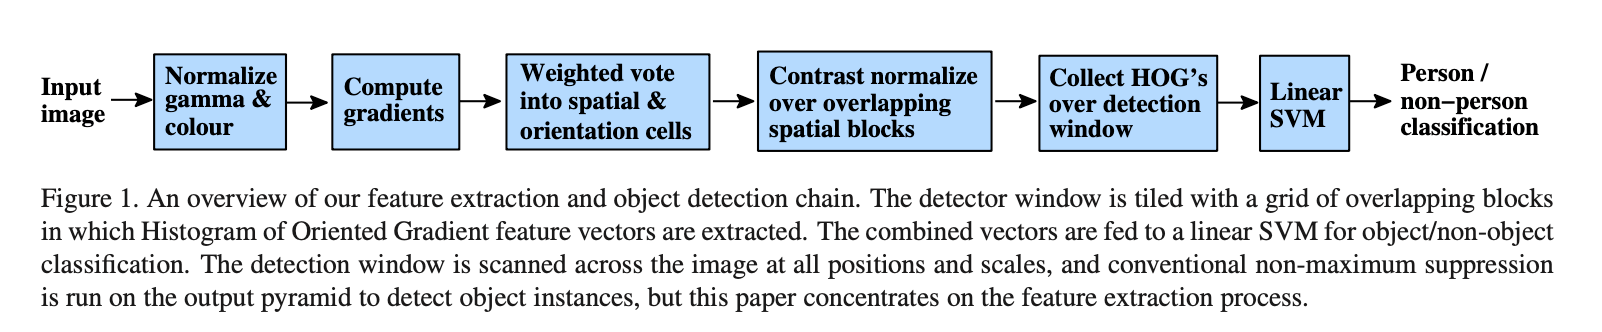 Input
image
Normalize
gamma &
colour
Compute
gradients
Weighted vote
into spatial &
orientation cells
Contrast normalize
over overlapping
spatial blocks
Collect HOG's
over detection
window
Linear
SVM
Person /
non−person
classification
Figure 1. An overview of our feature extraction and object detection chain. The detector window is tiled with a grid of overlapping blocks
in which Histogram of Oriented Gradient feature vectors are extracted. The combined vectors are fed to a linear SVM for object/non-object
classification. The detection window is scanned across the image at all positions and scales, and conventional non-maximum suppression
is run on the output pyramid to detect object instances, but this paper concentrates on the feature extraction process.